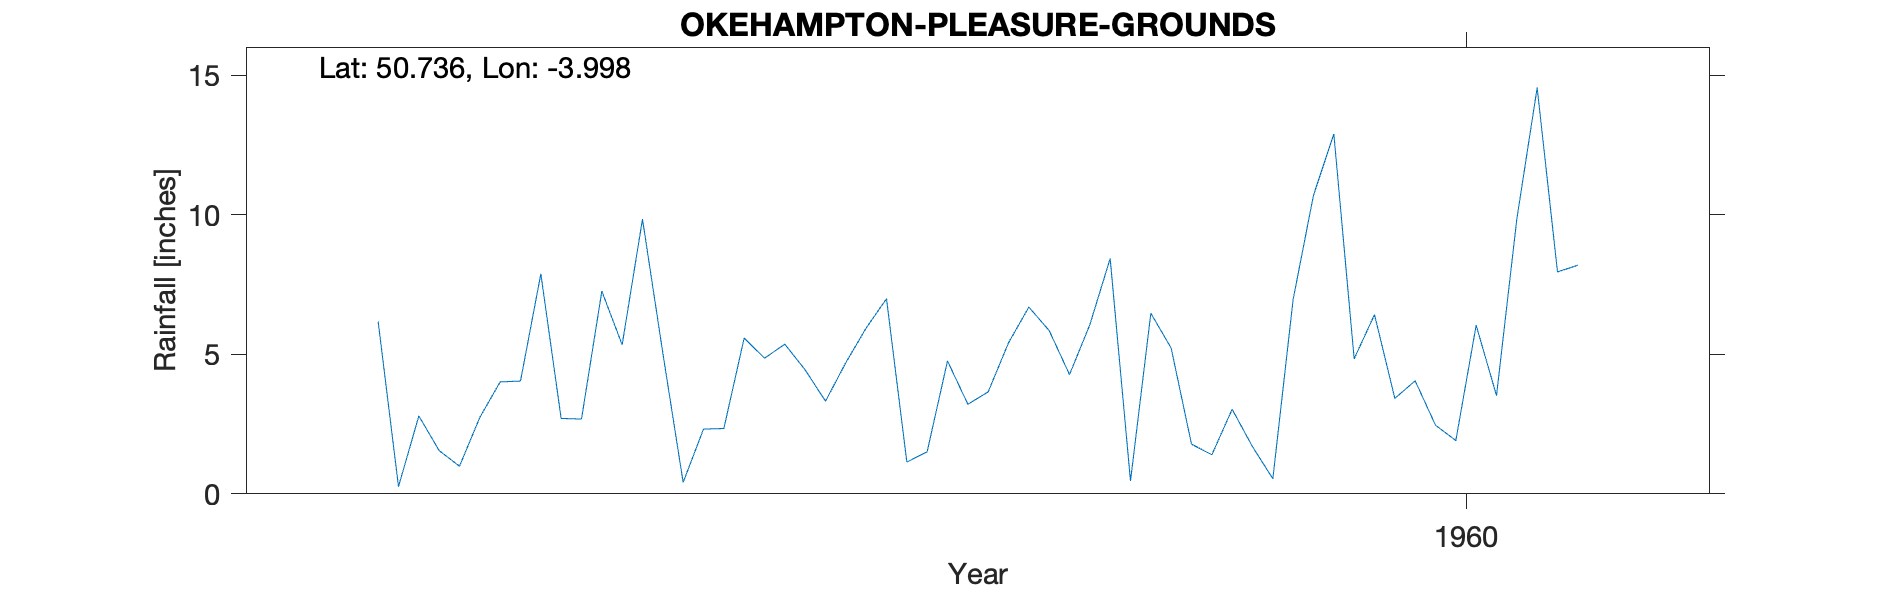 OKEHAMPTON-PLEASURE-GROUNDS
Lat: 50.736, Lon: -3.998
15
10
5
0
Rainfall [inches]
1960
Year